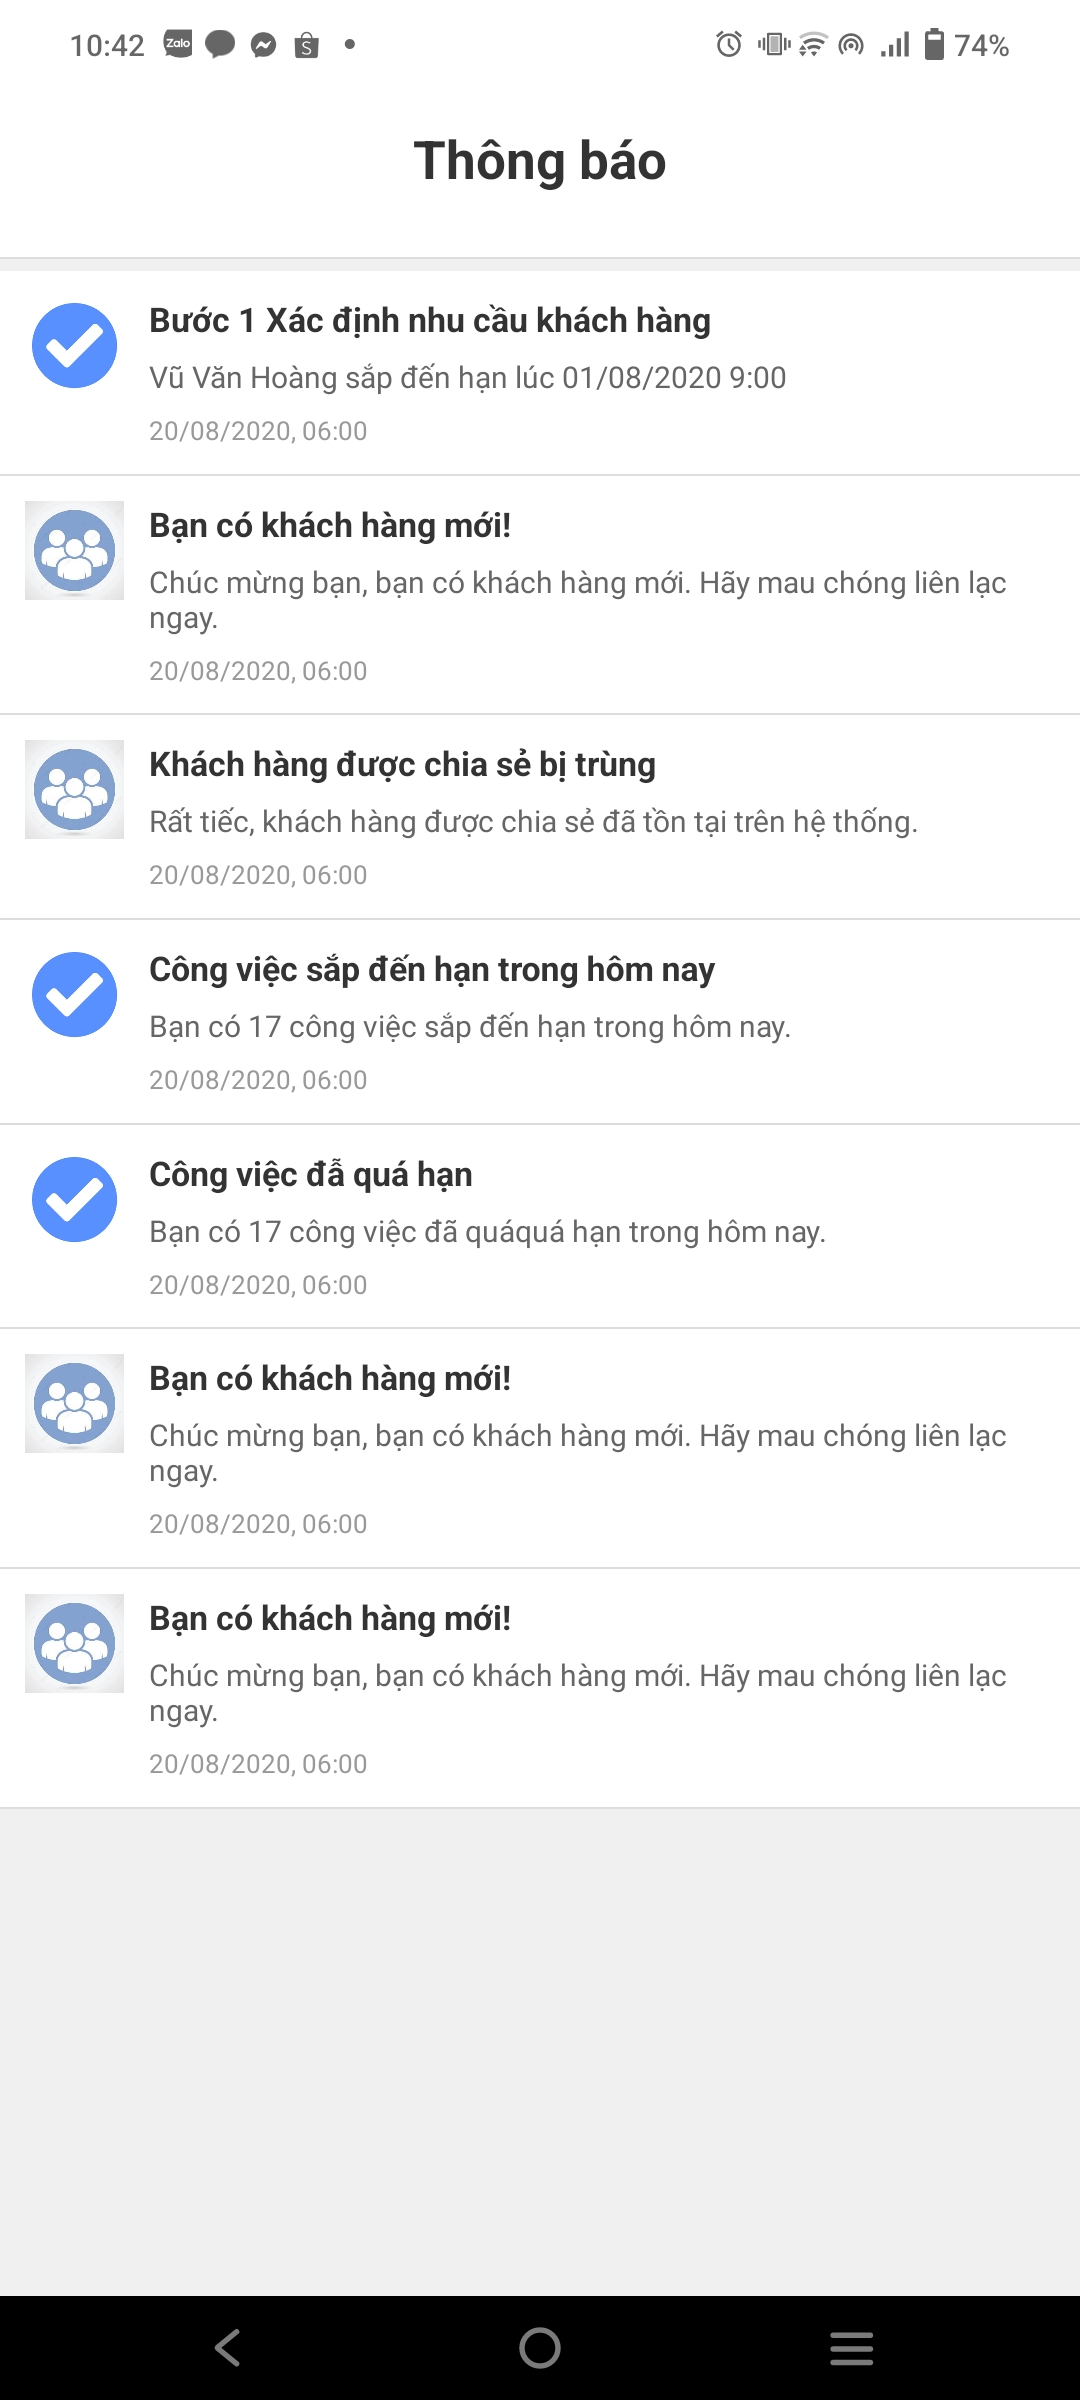 10:42
Zalo
74%
Thông báo
Bước 1 Xác định nhu cầu khách hàng
Vũ Văn Hoàng sắp đến hạn lúc 01/08/2020 9:00
20/08/2020, 06:00
Bạn có khách hàng mới!
Chúc mừng bạn, bạn có khách hàng mới. Hãy mau chóng liên lạc
ngay.
20/08/2020, 06:00
Khách hàng được chia sẻ bị trùng
Rất tiếc, khách hàng được chia sẻ đã tồn tại trên hệ thống.
20/08/2020, 06:00
Công việc sắp đến hạn trong hôm nay
Bạn có 17 công việc sắp đến hạn trong hôm nay.
20/08/2020, 06:00
Công việc đẫ quá hạn
Bạn có 17 công việc đã quáquá hạn trong hôm nay.
20/08/2020, 06:00
Bạn có khách hàng mới!
Chúc mừng bạn, bạn có khách hàng mới. Hãy mau chóng liên lạc
ngay.
20/08/2020, 06:00
Bạn có khách hàng mới!
Chúc mừng bạn, bạn có khách hàng mới. Hãy mau chóng liên lạc
ngay.
20/08/2020, 06:00